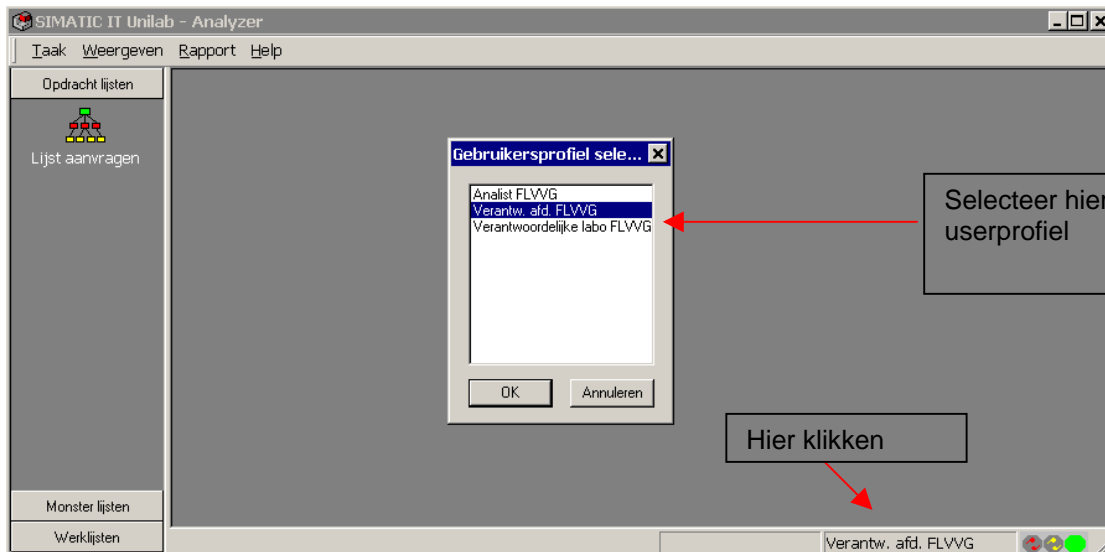 SIMATIC IT Unilab - Analyzer
Taak Weergeven Rapport Help
Opdracht lijsten
Lijst aanvragen
Gebruikersprofiel sele...
Analist FLVVG
Verantw. afd. FLVVG
Verantwoordelijke labo FLVVG
OK Annuleren
Selecteer hier
userprofiel
Hier klikken
Monster lijsten
Werklijsten
Verantw. afd. FLVVG